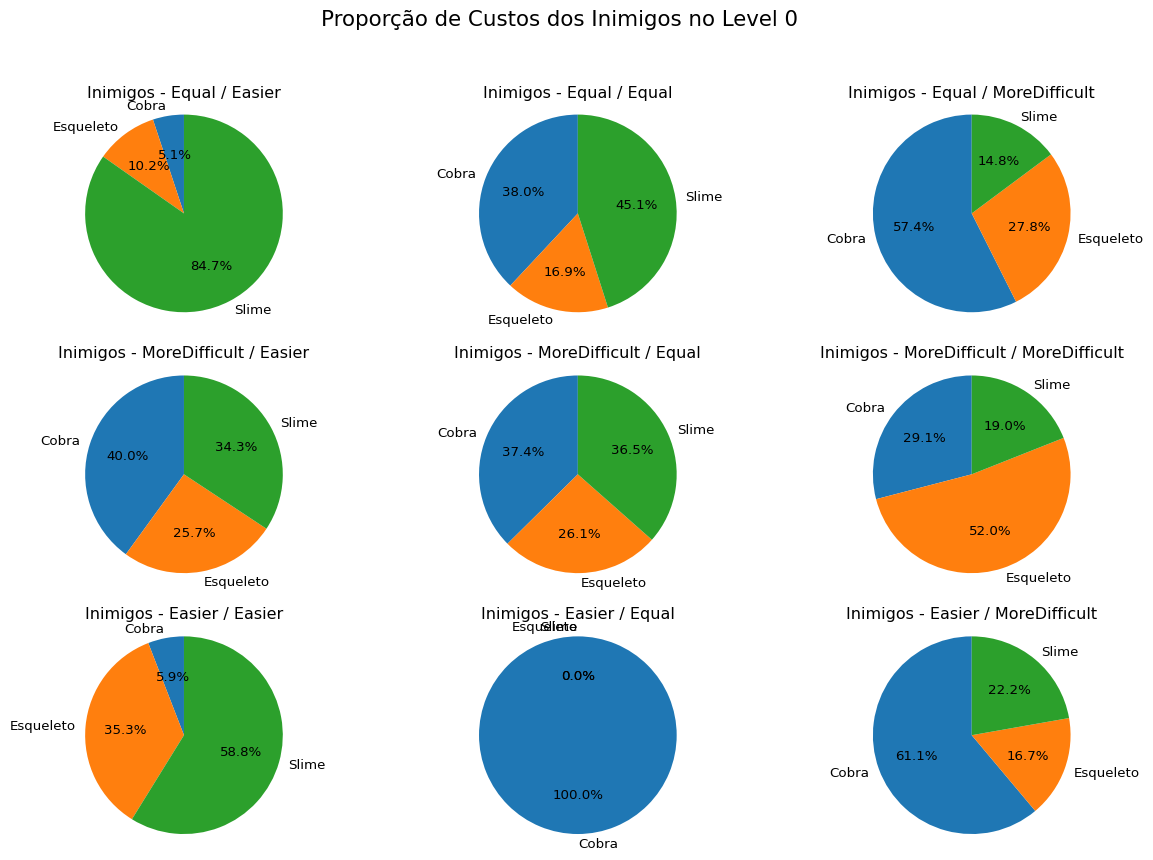 Proporção de Custos dos Inimigos no Level 0
Inimigos - Equal / Easier
Cobra
Esqueleto
5.1%
10.2%
84.7%
Slime
Inimigos - Equal / Equal
Cobra
38.0%
45.1%
Slime
16.9%
Esqueleto
Inimigos - Equal / MoreDifficult
Slime
14.8%
57.4%
27.8%
Cobra
Esqueleto
Inimigos - MoreDifficult / Easier
Slime
Cobra
34.3%
40.0%
25.7%
Esqueleto
Inimigos - MoreDifficult / Equal
Slime
Cobra
36.5%
37.4%
26.1%
Esqueleto
Inimigos - MoreDifficult / MoreDifficult
Slime
Cobra
19.0%
29.1%
52.0%
Esqueleto
Inimigos - Easier / Easier
Cobra
5.9%
Esqueleto
35.3%
58.8%
Slime
Inimigos - Easier / Equal
Esqueleto
Slime
0.0%
0.0%
100.0%
Cobra
Inimigos - Easier / MoreDifficult
Slime
22.2%
61.1%
16.7%
Cobra
Esqueleto